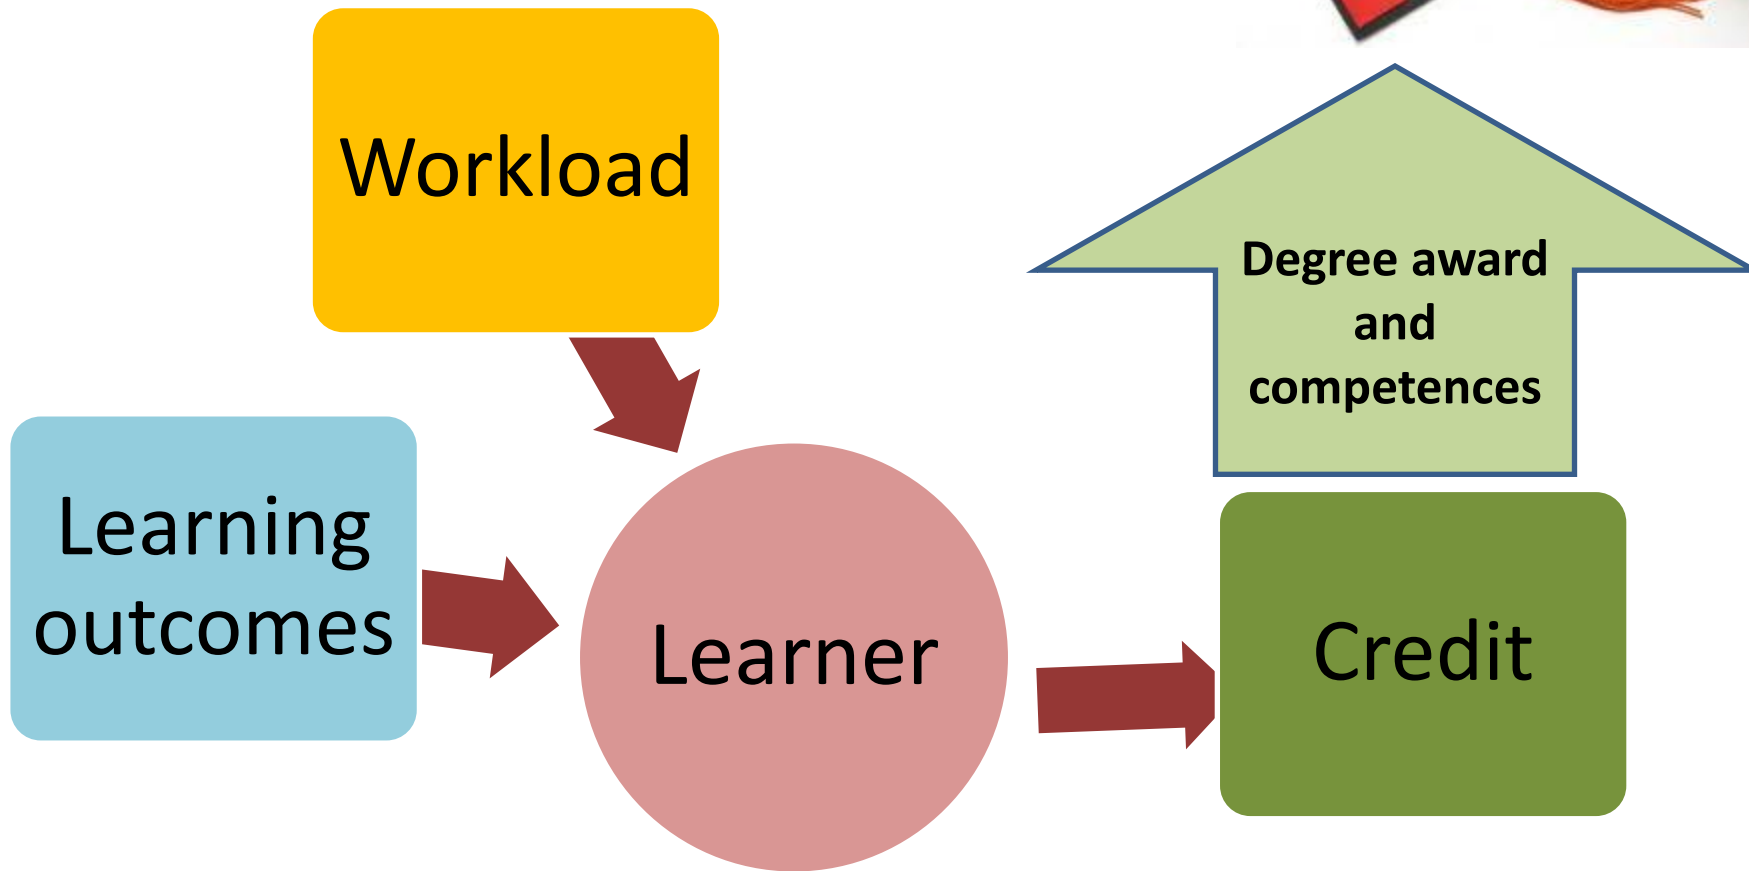 Workload
Degree award
and
competences
Learning
outcomes
Learner
Credit